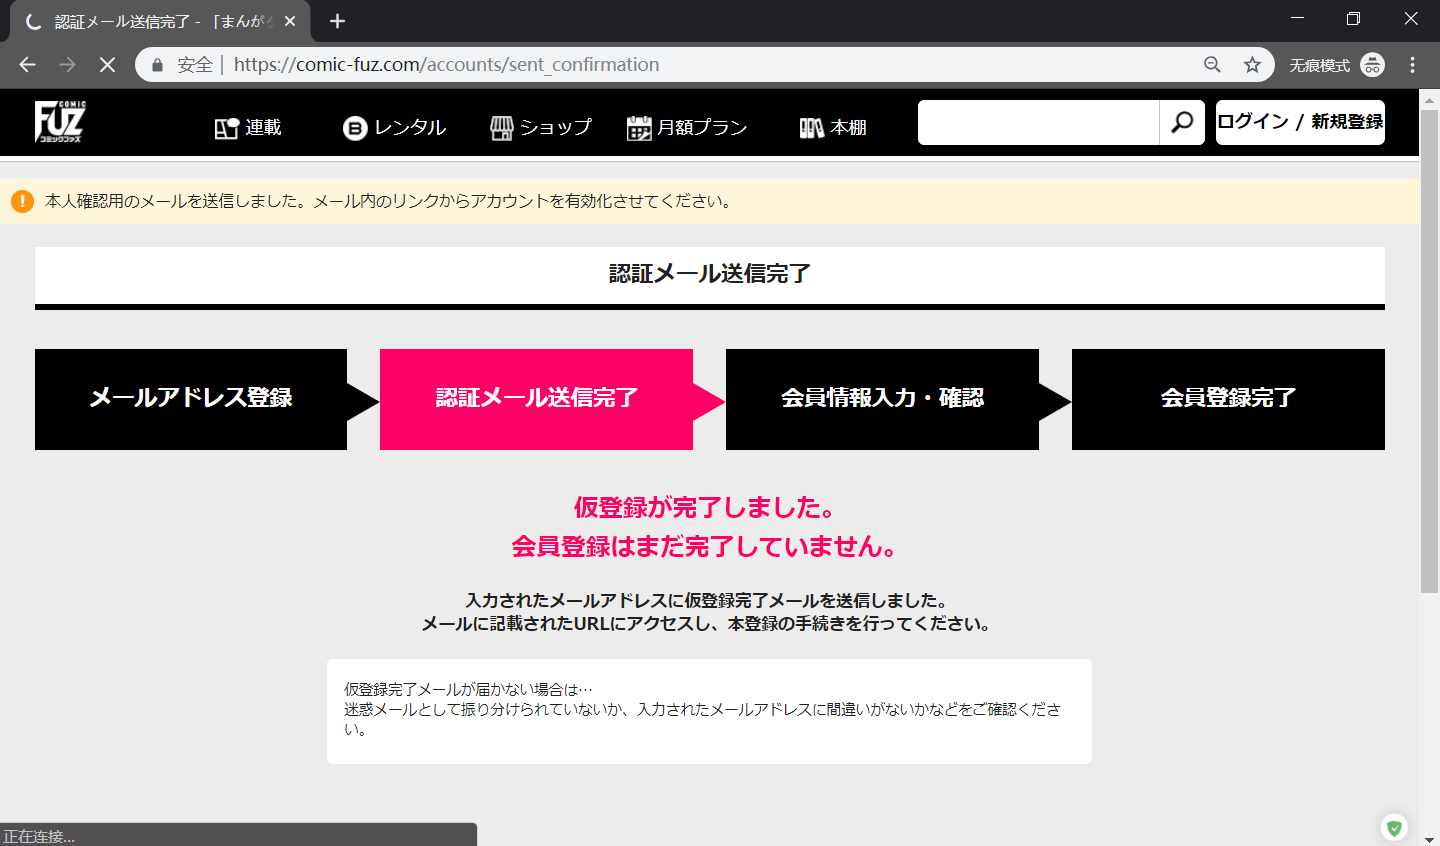 認証メール送信完了 - 「まんがタ
安全 | https://comic-fuz.com/accounts/sent_confirmation
无痕模式
COMIC
FUZ
コミックファズ
連載
レンタル
ショップ
月額プラン
本棚
ログイン / 新規登録
本人確認用のメールを送信しました。メール内のリンクからアカウントを有効化させてください。
認証メール送信完了
メールアドレス登録
認証メール送信完了
会員情報入力・確認
会員登録完了
仮登録が完了しました。
会員登録はまだ完了していません。
入力されたメールアドレスに仮登録完了メールを送信しました。
メールに記載されたURLにアクセスし、本登録の手続きを行ってください。
仮登録完了メールが届かない場合は…
迷惑メールとして振り分けられていないか、入力されたメールアドレスに間違いがないかなどをご確認くださ
い。
正在连接...